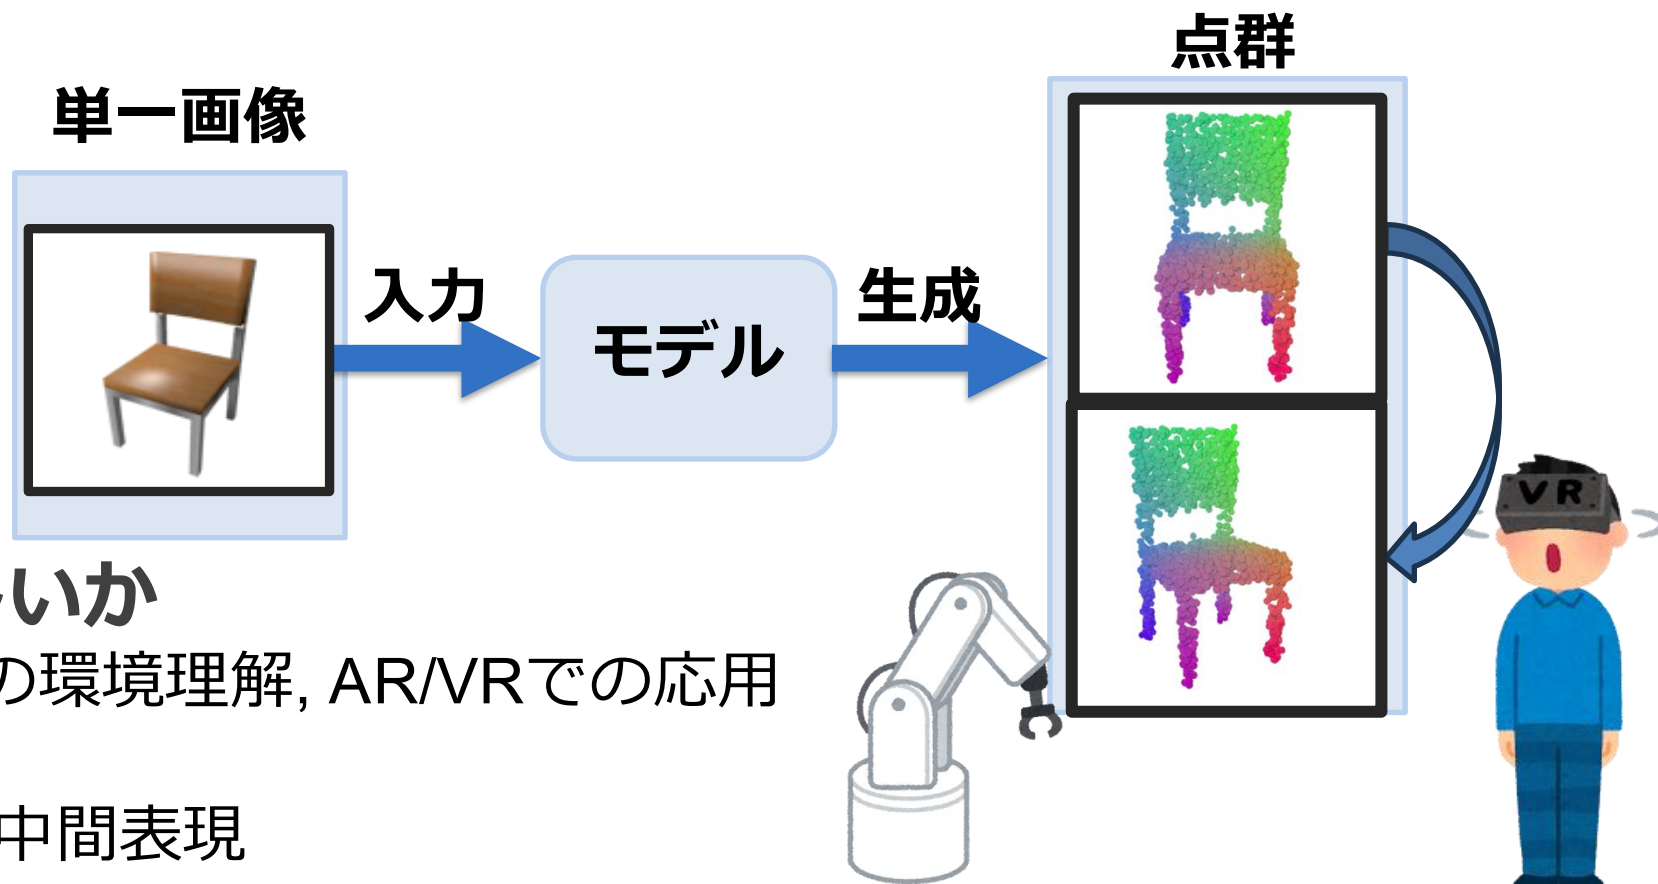 点群
単一画像
入力
生成
モデル
VR
いか
の環境理解, AR/VRでの応用
中間表現